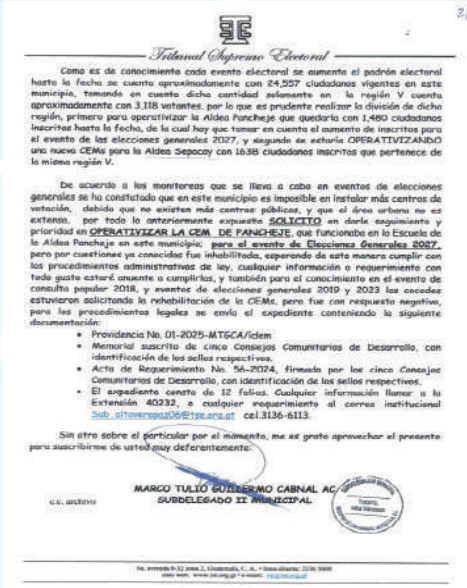 Tribunal Supremo Electoral
Como es de conocimiento cada evento electoral se aumenta el padrón electoral
hasta la fecha se cuenta aproximadamente con 24,557 ciudadanos vigentes en este
municipio, tomando en cuenta dicha cantidad solamente en la región V cuenta
aproximadamente con 3,118 votantes, por lo que es prudente realizar la división de dicha
región, primero para operativizar la Aldea Pancheje que quedaría con 1,480 ciudadanos
inscritos hasta la fecha, de la cual hay que tomar en cuenta el aumento de inscritos para
el evento de las elecciones generales 2027, y segundo se estaría OPERATIVIZANDO
una nueva CEMs para la Aldea Sepacay con 1638 ciudadanos inscritos que pertenece de
la misma región V.
De acuerdo a los monitoreos que se lleva a cabo en eventos de elecciones
generales se ha constatado que en este municipio es imposible en instalar más centros de
votación, debido que no existen más centros públicos, y que el área urbana no es
extensa, por todo lo anteriormente expuesto SOLICITO en darle seguimiento y
prioridad en OPERATIVIZAR LA CEM DE PANCHEJE, que funcionaba en la Escuela de
la Aldea Pancheje en este municipio; para el evento de Elecciones Generales 2027,
pero por cuestiones ya conocidas fue inhabilitada, esperando de esta manera cumplir con
los procedimientos administrativos de ley, cualquier información o requerimiento con
todo gusto estaré anuente a cumplirlas, y también para el conocimiento en el evento de
consulta popular 2018, y eventos de elecciones generales 2019 y 2023 los cocodes
estuvieron solicitando la rehabilitación de la CEMs, pero fue con respuesta negativa,
para los procedimientos legales se envía el expediente conteniendo la siguiente
documentación:
• Providencia No. 01-2025-MTGCA/idem
• Memorial suscrito de cinco Consejos Comunitarios de Desarrollo, con
identificación de los sellos respectivos.
• Acta de Requerimiento No. 56-2024, firmado por los cinco Concejos
Comunitarios de Desarrollo, con identificación de los sellos respectivos.
• El expediente consta de 12 folios. Cualquier información llamar a la
Extensión 40232, o cualquier requerimiento al correo institucional
Sub_altaverapaz06@tse.org.gt cel.3136-6113.
Sin otro sobre el particular por el momento, me es grato aprovechar el presente
para suscribirme de usted muy deferentemente:
MARCO TULIO GUILLERMO CABNAL AC
SUBDELEGADO II MUNICIPAL
c.c. archivo